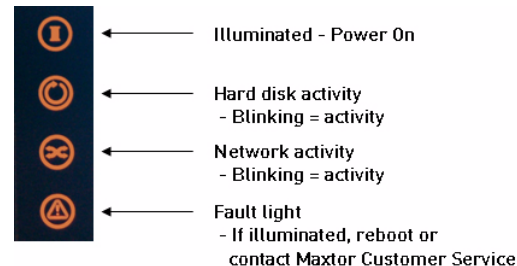 Illuminated - Power On
Hard disk activity
- Blinking = activity
Network activity
- Blinking = activity
Fault light
- If illuminated, reboot or
contact Maxtor Customer Service